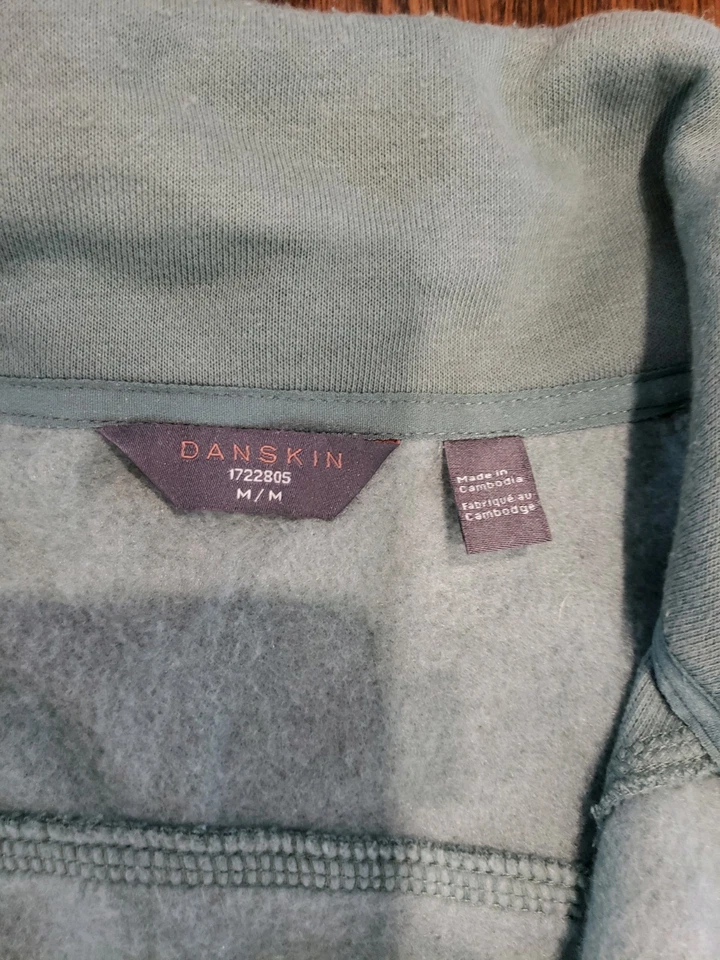 DANSKIN
1722805
M/M
Made in
Cambodia
Fabriqué au
Cambodge